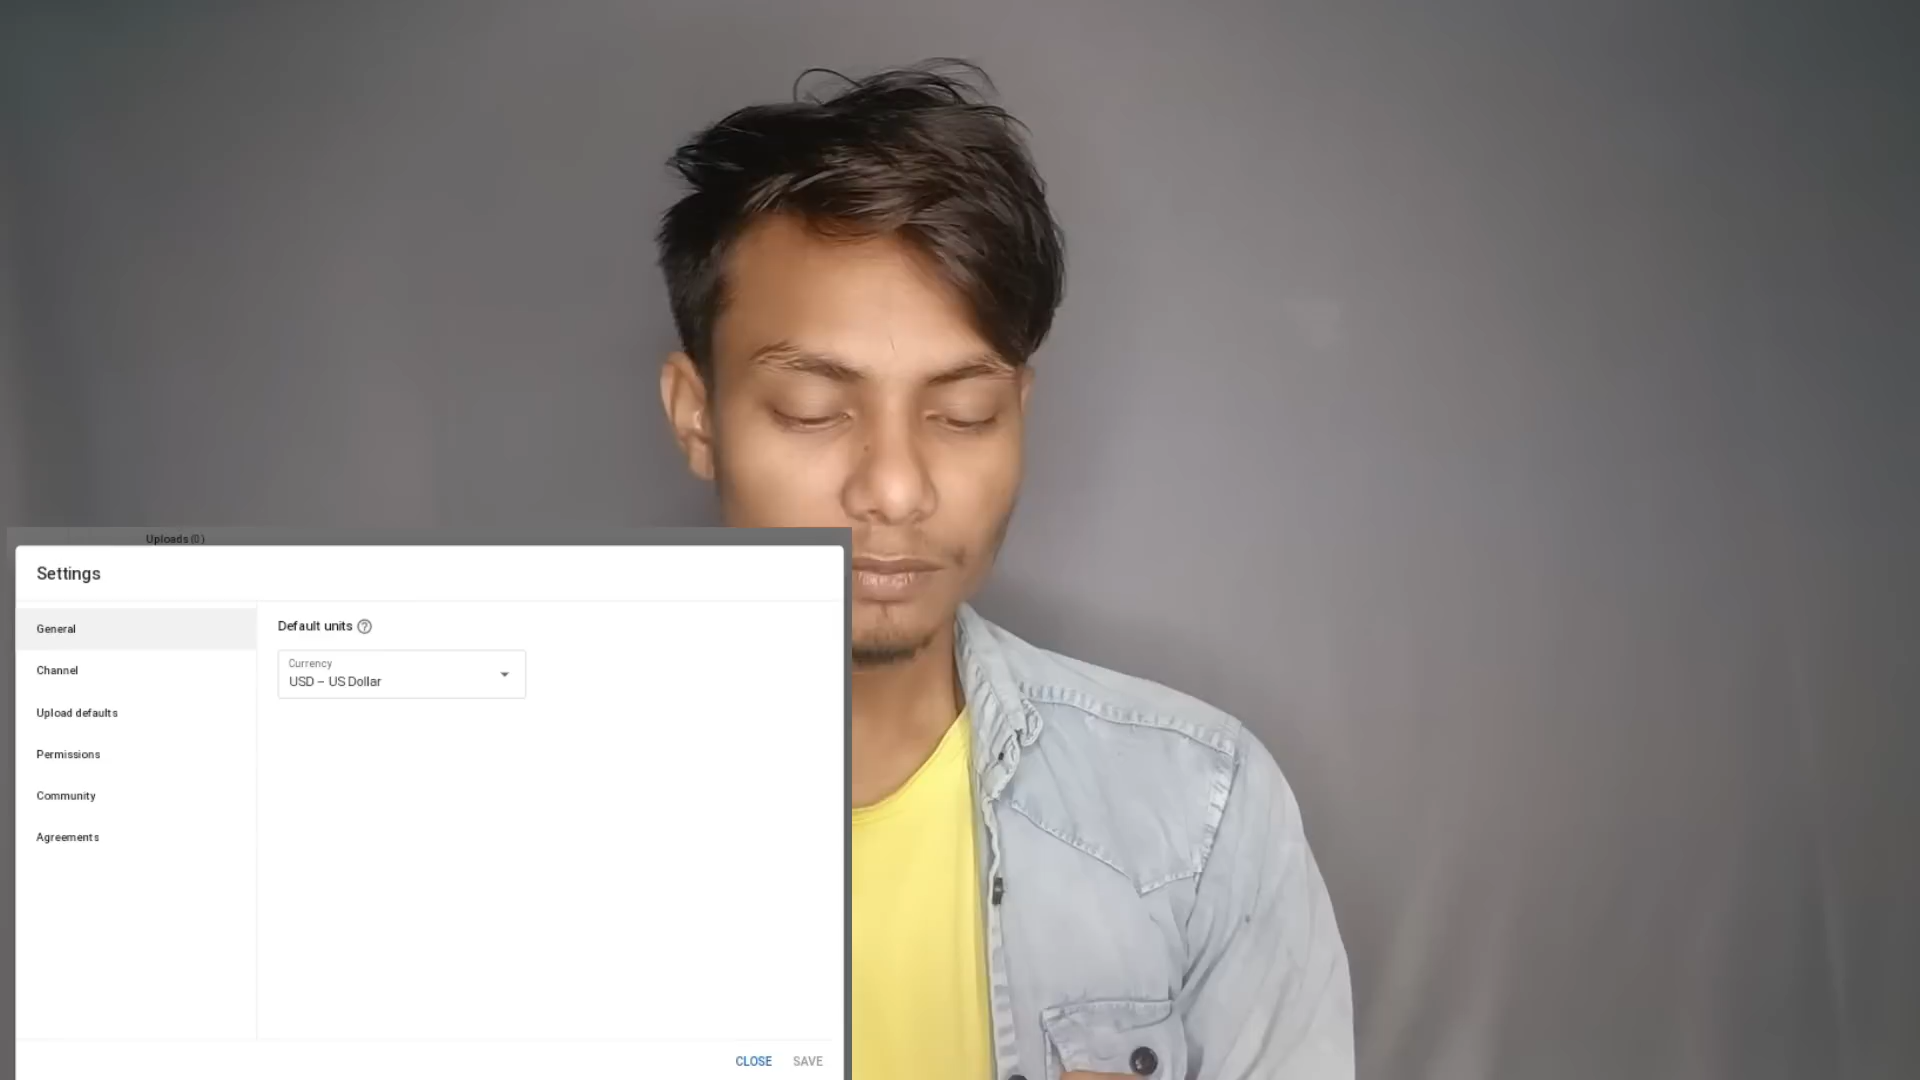 Uploads (0)
Settings
General
Channel
Upload defaults
Permissions
Community
Agreements
Default units
Currency
USD – US Dollar
CLOSE SAVE